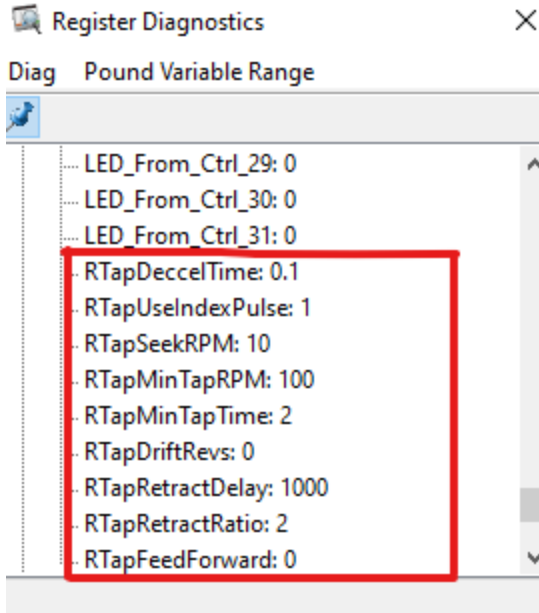 Register Diagnostics
Diag Pound Variable Range
LED_From_Ctrl_29: 0
LED_From_Ctrl_30: 0
LED_From_Ctrl_31: 0
RTapDeccelTime: 0.1
RTapUseIndexPulse: 1
RTapSeekRPM: 10
RTapMinTapRPM: 100
RTapMinTapTime: 2
RTapDriftRevs: 0
RTapRetractDelay: 1000
RTapRetractRatio: 2
RTapFeedForward: 0